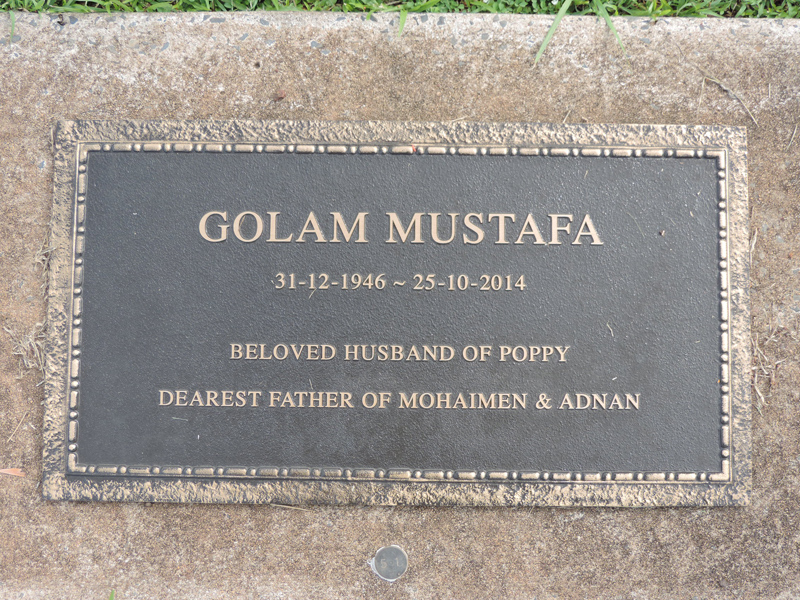 GOLAM MUSTAFA
31-12-1946 ~ 25-10-2014
BELOVED HUSBAND OF POPPY
DEAREST FATHER OF MOHAIMEN & ADNAN